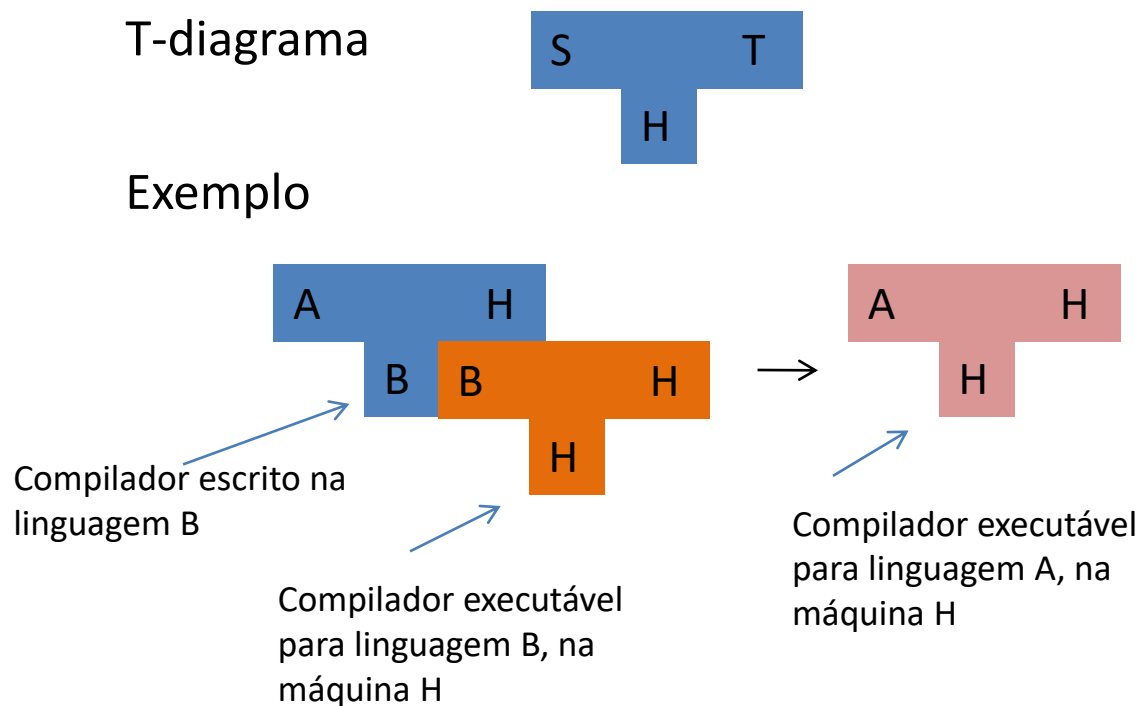 T-diagrama
S T
H
Exemplo
A H
B
B H
H
A H
H
Compilador escrito na
linguagem B
Compilador executável
para linguagem B, na
máquina H
Compilador executável
para linguagem A, na
máquina H